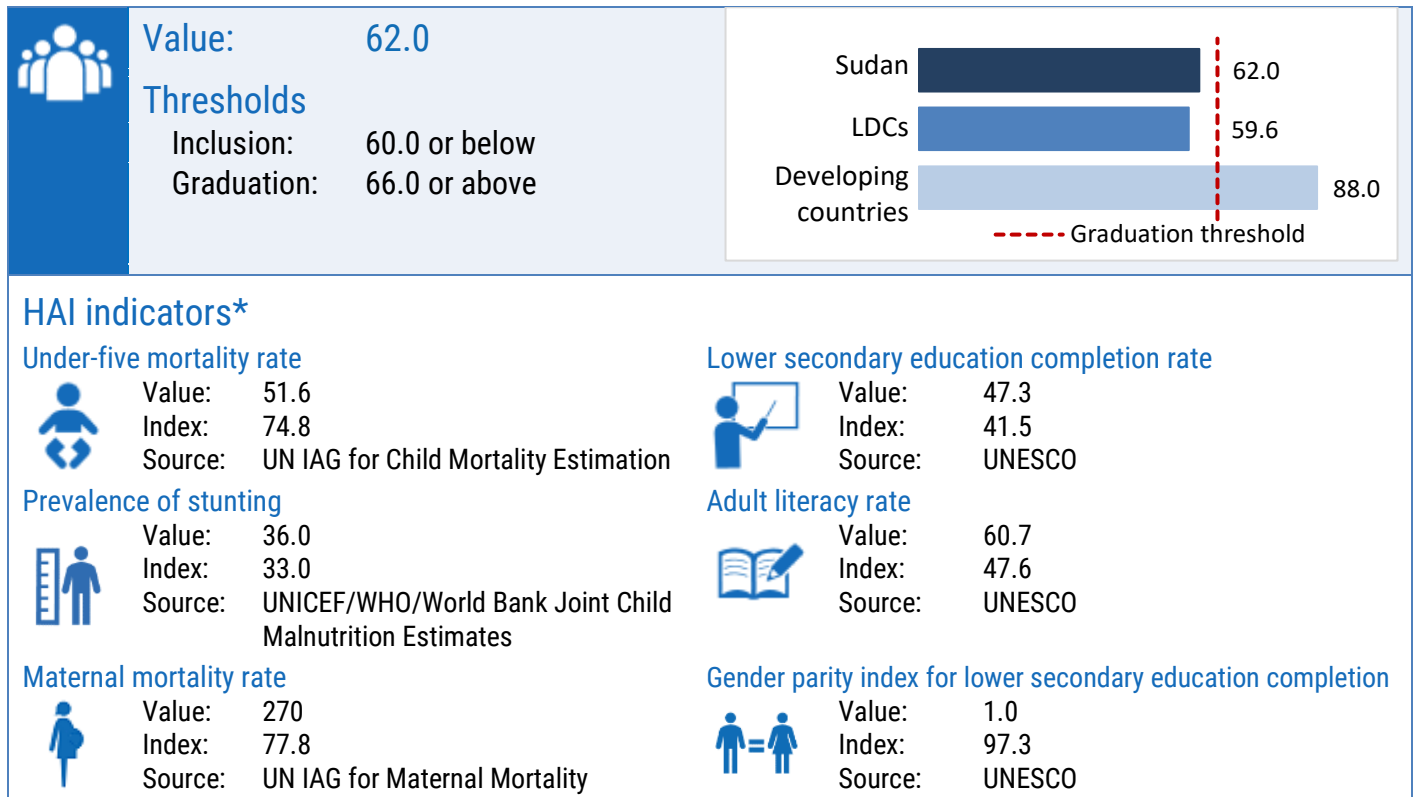 Value: 62.0
Thresholds
Inclusion: 60.0 or below
Graduation: 66.0 or above
Sudan 62.0
LDCs 59.6
Developing
countries 88.0
Graduation threshold
HAI indicators*
Under-five mortality rate
Value: 51.6
Index: 74.8
Source: UN IAG for Child Mortality Estimation
Prevalence of stunting
Value: 36.0
Index: 33.0
Source: UNICEF/WHO/World Bank Joint Child
Malnutrition Estimates
Maternal mortality rate
Value: 270
Index: 77.8
Source: UN IAG for Maternal Mortality
Lower secondary education completion rate
Value: 47.3
Index: 41.5
Source: UNESCO
Adult literacy rate
Value: 60.7
Index: 47.6
Source: UNESCO
Gender parity index for lower secondary education completion
Value: 1.0
Index: 97.3
Source: UNESCO